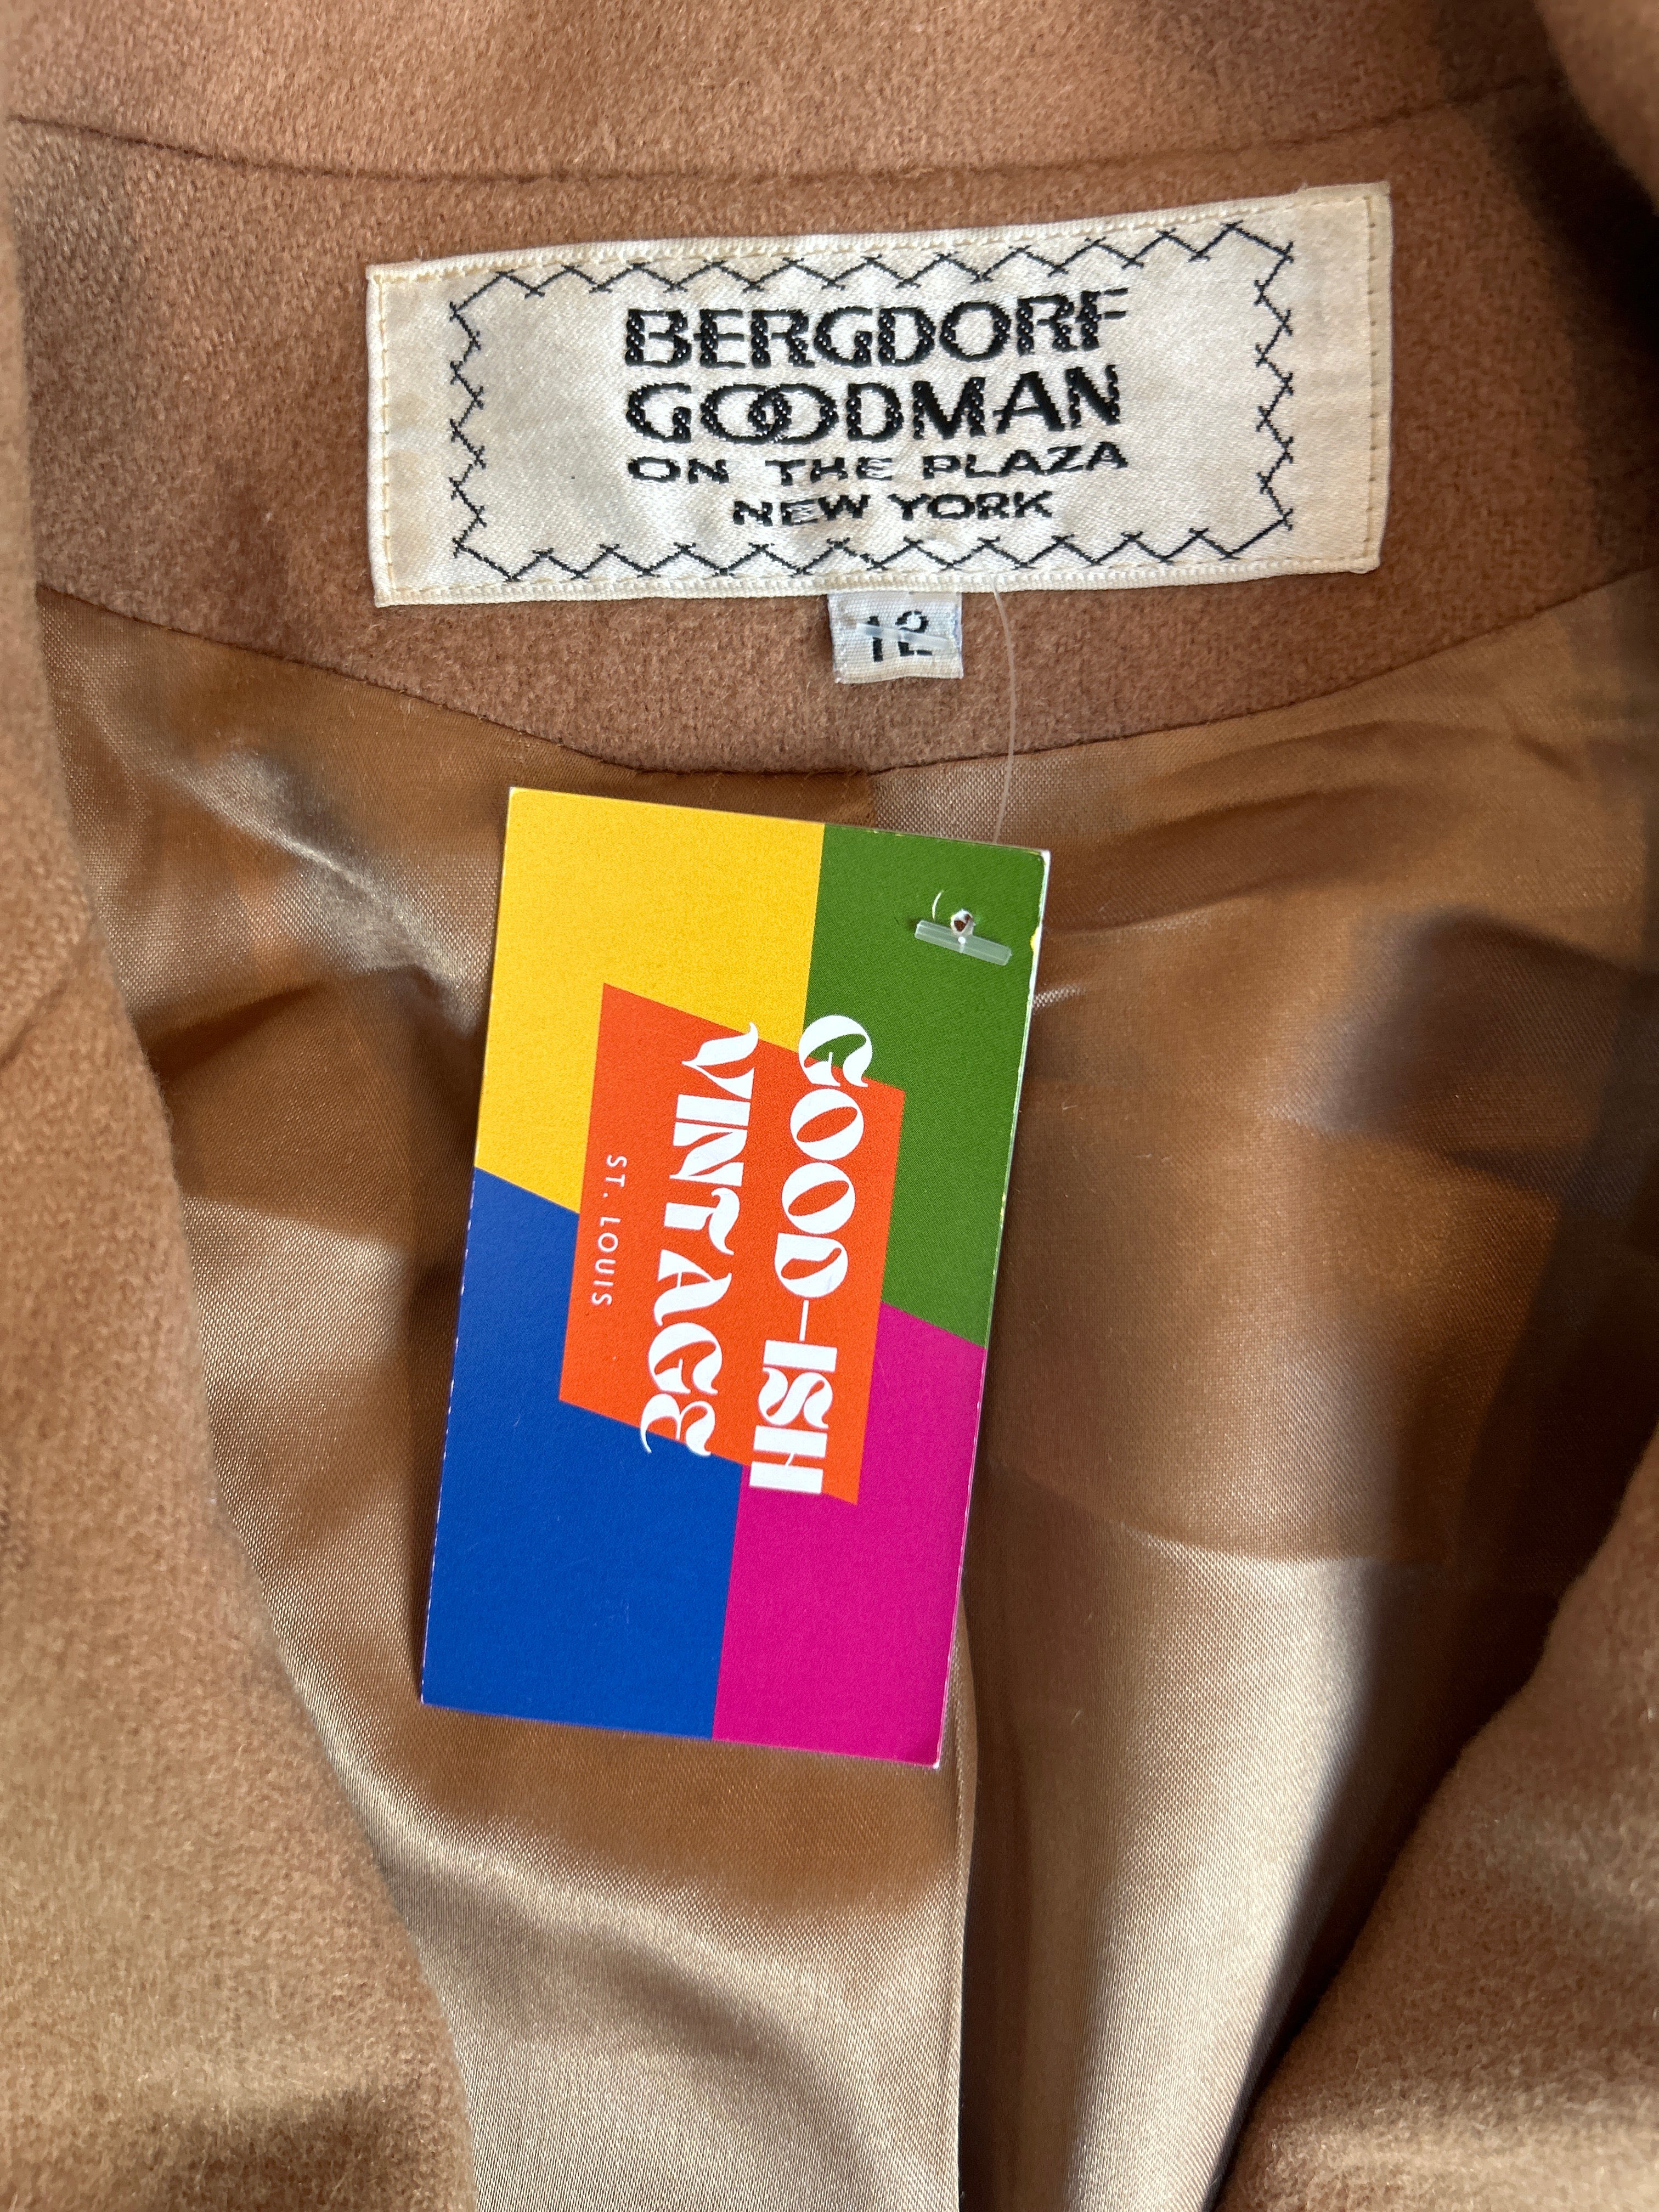 BERGDORF
GOODMAN
ON THE PLAZA
NEW YORK
12
GOOD-ISH
VINTAGE
ST. LOUIS